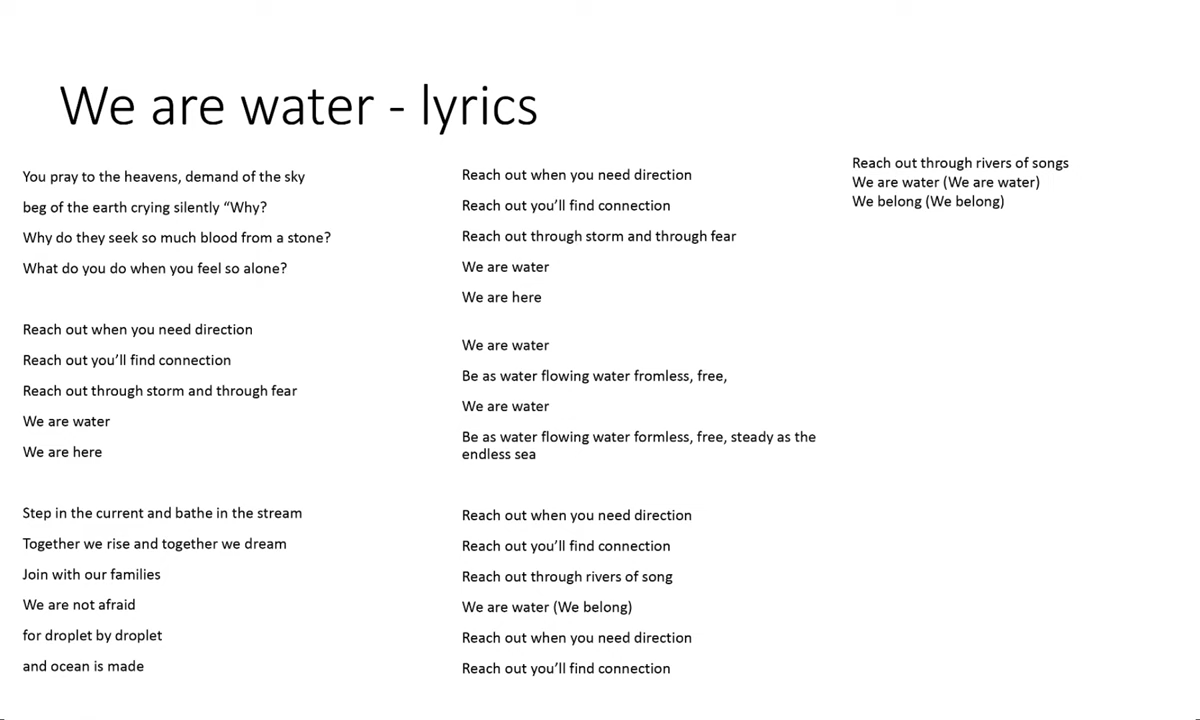 We are water - lyrics
You pray to the heavens, demand of the sky
beg of the earth crying silently “Why?
Why do they seek so much blood from a stone?
What do you do when you feel so alone?
Reach out when you need direction
Reach out you’ll find connection
Reach out through storm and through fear
We are water
We are here
Step in the current and bathe in the stream
Together we rise and together we dream
Join with our families
We are not afraid
for droplet by droplet
and ocean is made
Reach out when you need direction
Reach out you’ll find connection
Reach out through storm and through fear
We are water
We are here
We are water
Be as water flowing water fromless, free,
We are water
Be as water flowing water formless, free, steady as the
endless sea
Reach out when you need direction
Reach out you’ll find connection
Reach out through rivers of song
We are water (We belong)
Reach out when you need direction
Reach out you’ll find connection
Reach out through rivers of songs
We are water (We are water)
We belong (We belong)